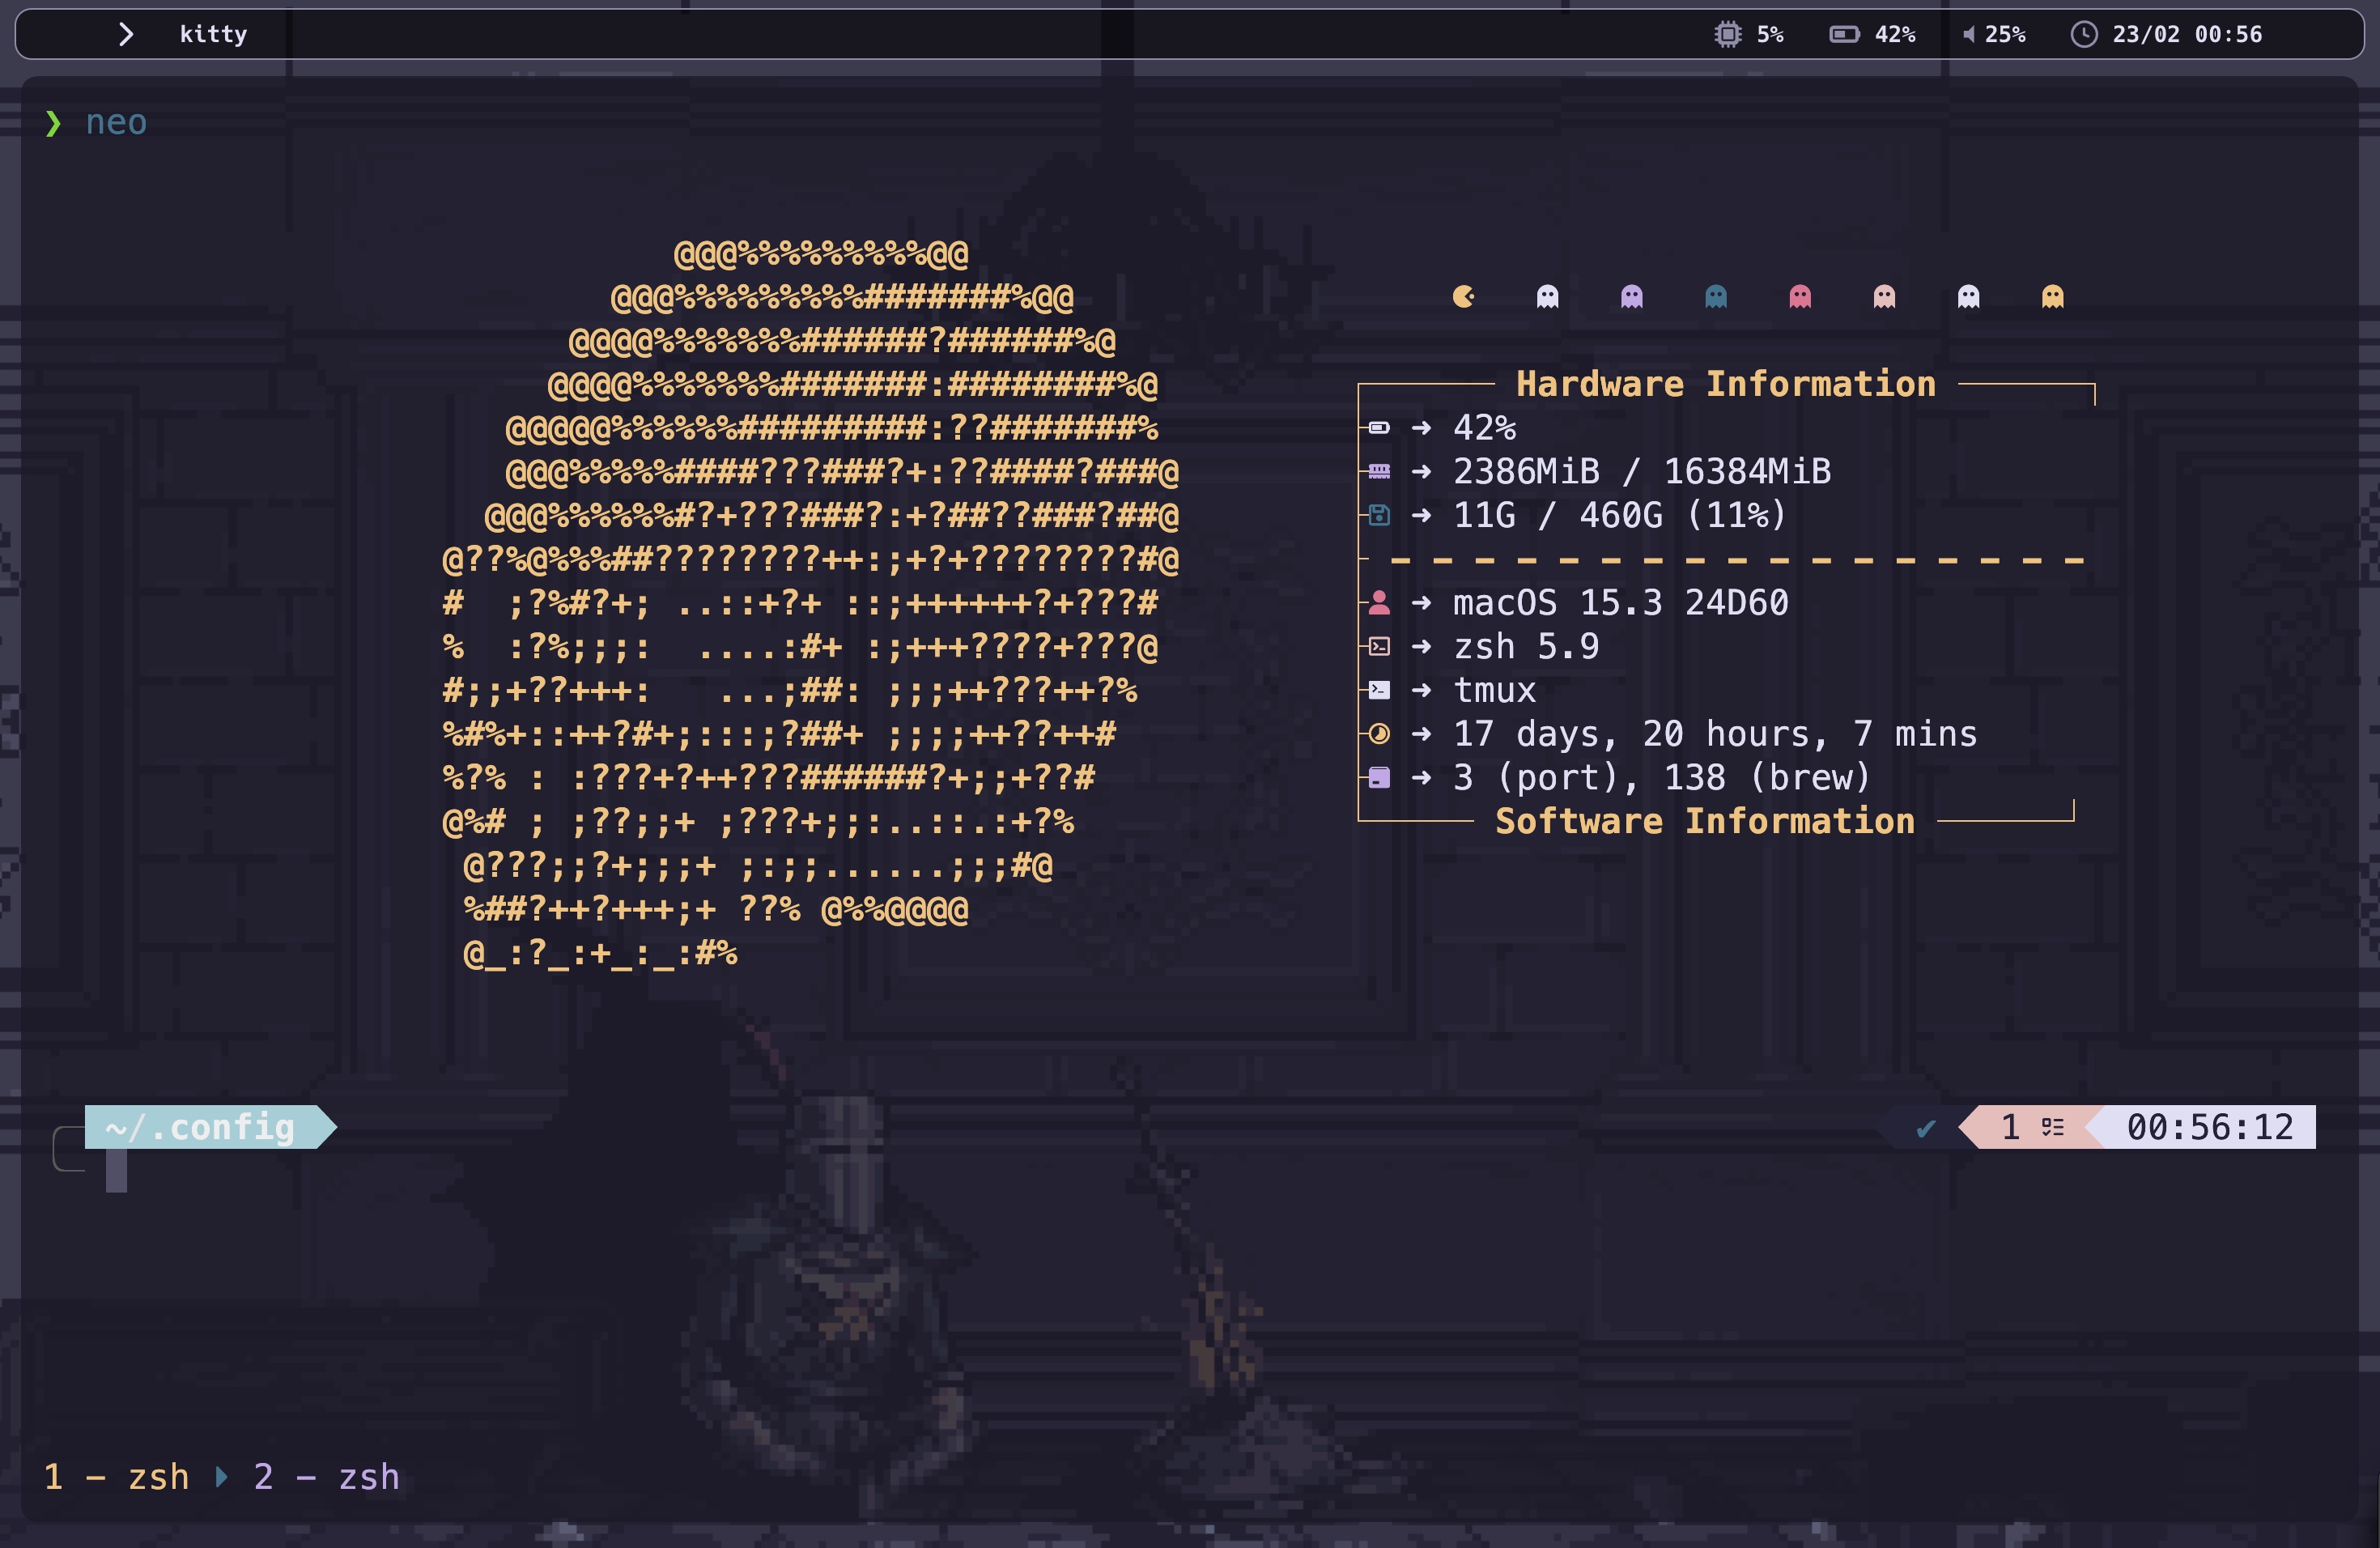 kitty 5% 42% 25% 23/02 00:56
❯ neo
@@@%%%%%%%%%@@
@@@%%%%%%%%%#######%@@
@@@@%%%%%%%######?######%@
@@@@%%%%%%%#######:########%@
@@@@@%%%%%%#########:??#######%
@@@%%%%%####???###?+:??####?###@
@@@%%%%%%#?+???###?:+?##??###?##@
@??%@%%%##????????++:;+?+????????#@
#  ;?%#?+; ..::+?+ ::;++++++?+???#
%  :?%;;;:  ....:#+ :;+++????+???@
#;;+??+++:   ...;##: ;;;++???++?%
%#%+::++?#+;:::;?##+ ;;;;++??++#
%?% : :???+?++???######?+;;+??#
@%# ; ;??;;+ ;???+;;:..::.:+?%
@???;;?+;;;+ ;:;;......;;;#@
%##?++?+++;+ ??% @%%@@@@
@_:?_:+_:_:#%
Hardware Information
➜ 42%
➜ 2386MiB / 16384MiB
➜ 11G / 460G (11%)
➜ macOS 15.3 24D60
➜ zsh 5.9
➜ tmux
➜ 17 days, 20 hours, 7 mins
➜ 3 (port), 138 (brew)
Software Information
~/.config ✔ 1 00:56:12
1 – zsh 2 – zsh